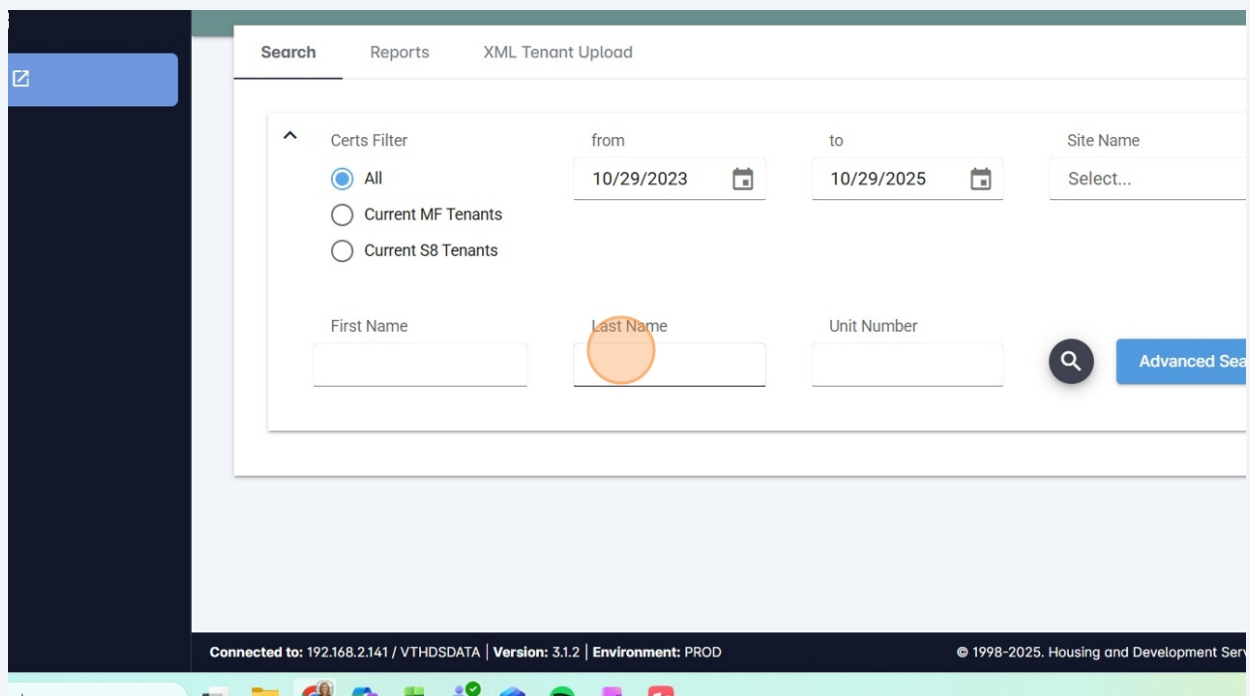 Search Reports XML Tenant Upload
Certs Filter from to Site Name
All 10/29/2023 10/29/2025 Select...
Current MF Tenants
Current S8 Tenants
First Name Last Name Unit Number
Advanced Sea
Connected to: 192.168.2.141 / VTHDSDATA | Version: 3.1.2 | Environment: PROD © 1998-2025. Housing and Development Serv